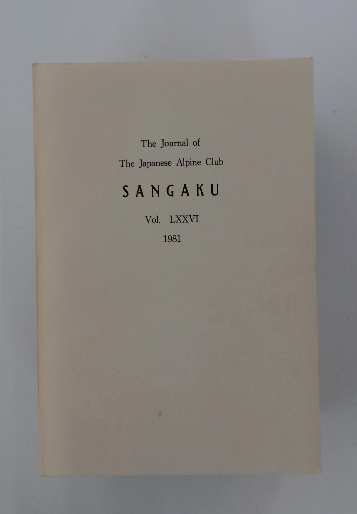 The Journal of
The Japanese Alpine Club
SANGAKU
Vol. LXXVI
1981